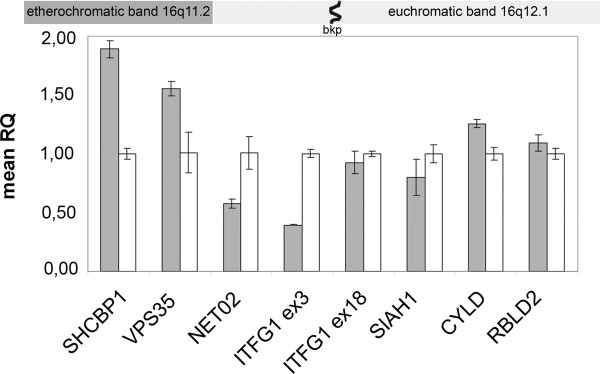 etherochromatic band 16q11.2
euchromatic band 16q12.1
bkp
mean RQ
2,00
1,50
1,00
0,50
0,00
SHCBP1
VPS35
NET02
ITFG1 ex3
ITFG1 ex18
SIAH1
CYLD
RBLD2